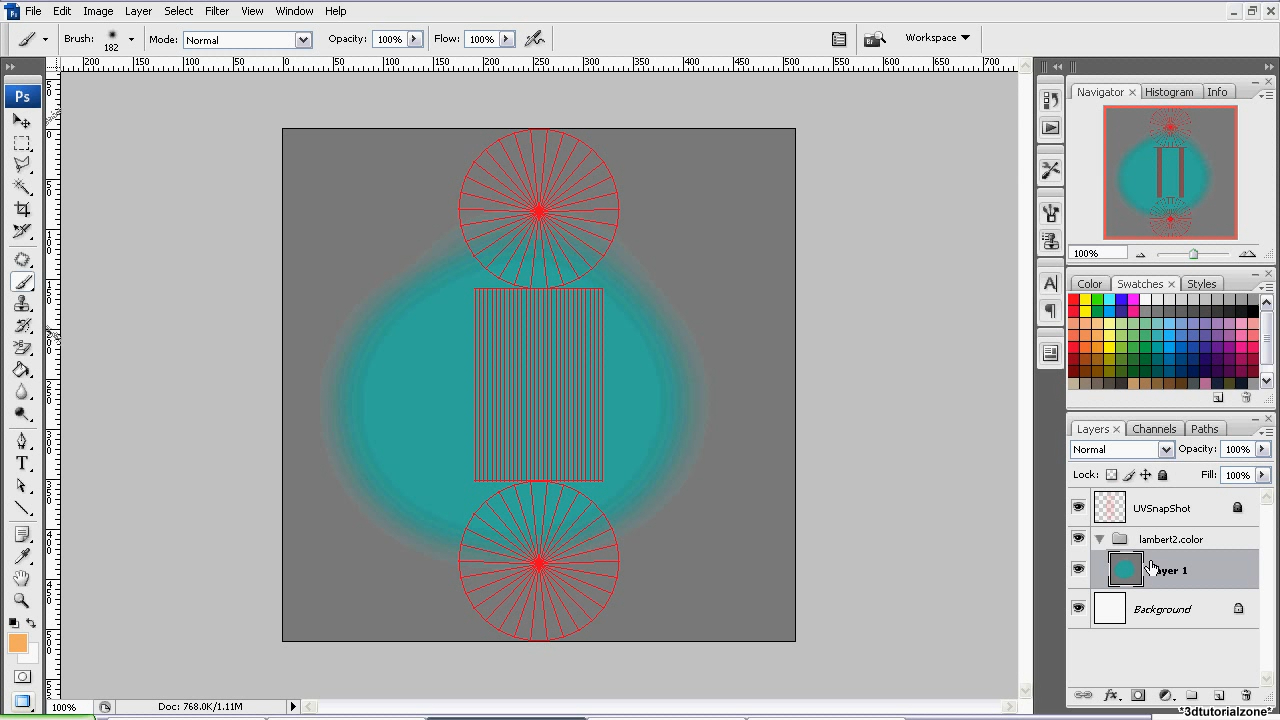 File Edit Image Layer Select Filter View Window Help
Brush: 182 Mode: Normal Opacity: 100% Flow: 100% Workspace
200 150 100 50 0 50 100 150 200 250 300 350 400 450 500 550 600 650 700
Ps
Navigator × Histogram Info
100%
Color Swatches × Styles
Layers × Channels Paths
Normal Opacity: 100%
Lock: Fill: 100%
UVSnapShot
lambert2.color
ayer 1
Background
T
A
100% Doc: 768.0K/1.11M
*3dtutorialzone*